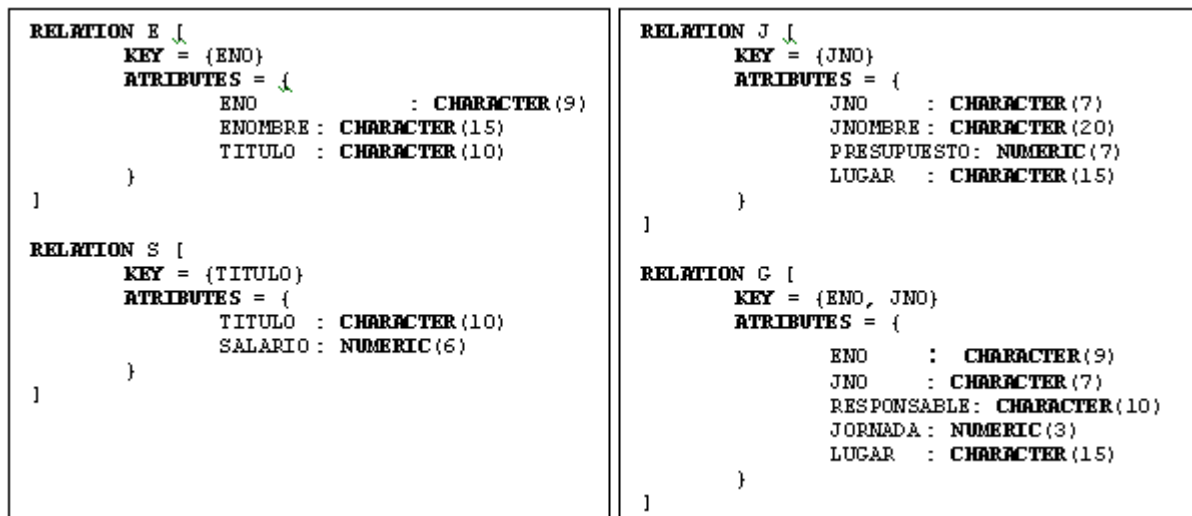 RELATION E [
KEY = {ENO}
ATRIBUTES = {
ENO : CHARACTER(9)
ENOMBRE : CHARACTER(15)
TITULO : CHARACTER(10)
}
]
RELATION S [
KEY = {TITULO}
ATRIBUTES = {
TITULO : CHARACTER(10)
SALARIO : NUMERIC(6)
}
]
RELATION J [
KEY = {JNO}
ATRIBUTES = {
JNO : CHARACTER(7)
JNOMBRE : CHARACTER(20)
PRESUPUESTO: NUMERIC(7)
LUGAR : CHARACTER(15)
}
]
RELATION G [
KEY = {ENO, JNO}
ATRIBUTES = {
ENO : CHARACTER(9)
JNO : CHARACTER(7)
RESPONSABLE: CHARACTER(10)
JORNADA : NUMERIC(3)
LUGAR : CHARACTER(15)
}
]